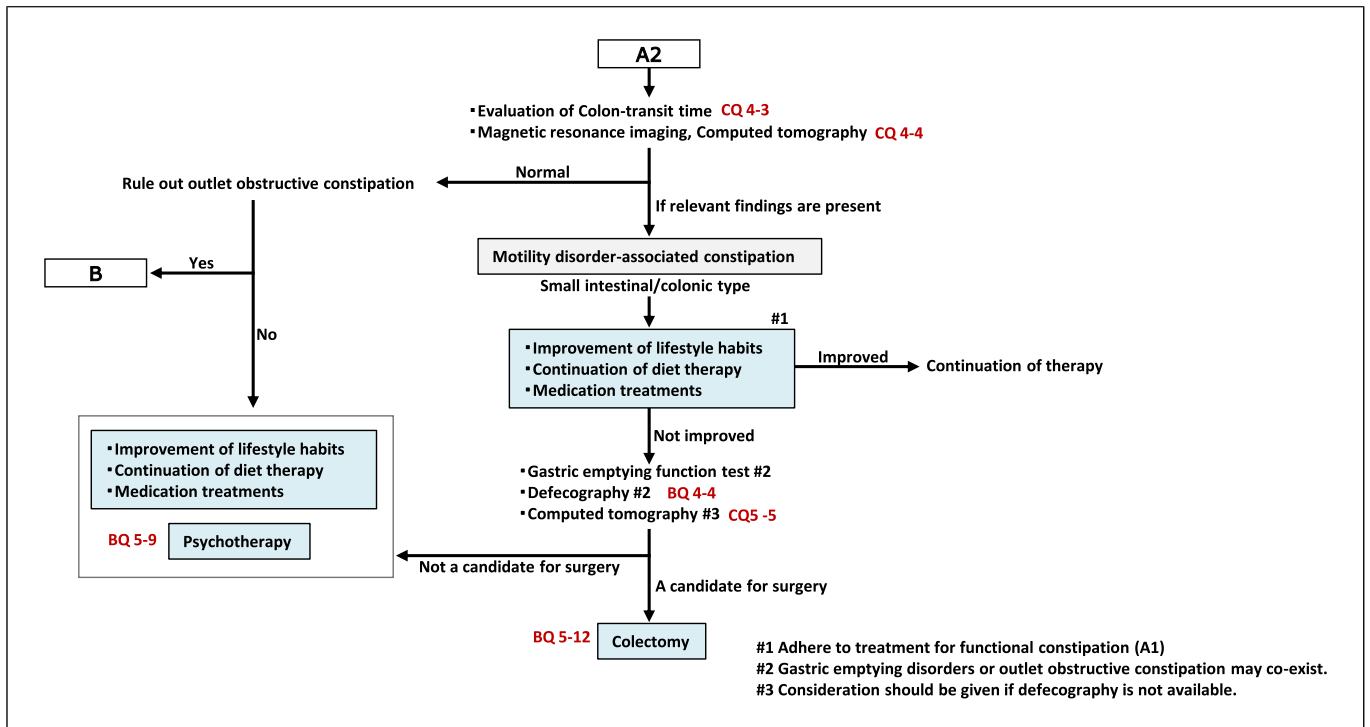 A2
・Evaluation of Colon-transit time CQ 4-3
・Magnetic resonance imaging, Computed tomography CQ 4-4
Normal
Rule out outlet obstructive constipation
If relevant findings are present
Motility disorder-associated constipation
Small intestinal/colonic type
Yes
B
No
#1
・Improvement of lifestyle habits
・Continuation of diet therapy
・Medication treatments
Improved
Continuation of therapy
Not improved
・Gastric emptying function test #2
・Defecography #2 BQ 4-4
・Computed tomography #3 CQ5 -5
・Improvement of lifestyle habits
・Continuation of diet therapy
・Medication treatments
BQ 5-9 Psychotherapy
Not a candidate for surgery
A candidate for surgery
BQ 5-12 Colectomy
#1 Adhere to treatment for functional constipation (A1)
#2 Gastric emptying disorders or outlet obstructive constipation may co-exist.
#3 Consideration should be given if defecography is not available.